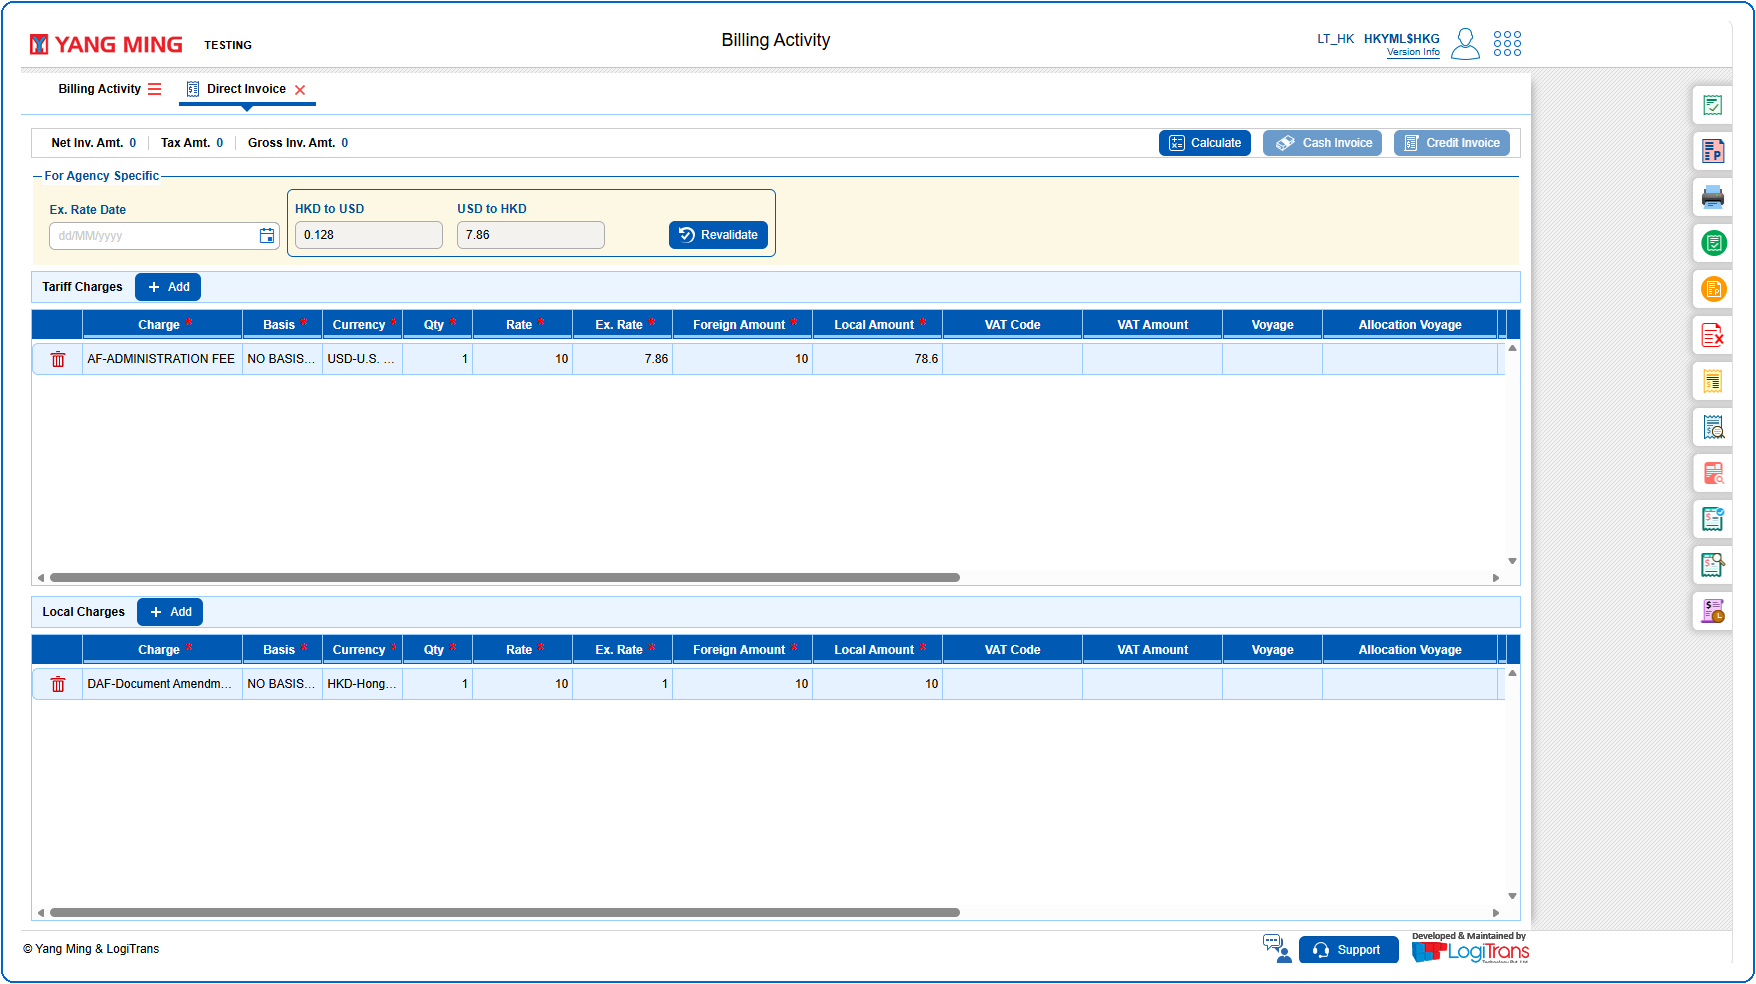 YANG MING TESTING
Billing Activity
LT_HK HKYML$HKG
Version Info
Billing Activity Direct Invoice
Net Inv. Amt. 0 Tax Amt. 0 Gross Inv. Amt. 0 Calculate Cash Invoice Credit Invoice
For Agency Specific
Ex. Rate Date HKD to USD USD to HKD
dd/MM/yyyy 0.128 7.86 Revalidate
Tariff Charges + Add
Charge * Basis * Currency * Qty * Rate * Ex. Rate * Foreign Amount * Local Amount * VAT Code VAT Amount Voyage Allocation Voyage
AF-ADMINISTRATION FEE NO BASIS... USD-U.S. ... 1 10 7.86 10 78.6
Local Charges + Add
Charge * Basis * Currency * Qty * Rate * Ex. Rate * Foreign Amount * Local Amount * VAT Code VAT Amount Voyage Allocation Voyage
DAF-Document Amendm... NO BASIS... HKD-Hong... 1 10 1 10 10
© Yang Ming & LogiTrans
Support
Developed & Maintained by
LogiTrans
Technology Pvt. Ltd.